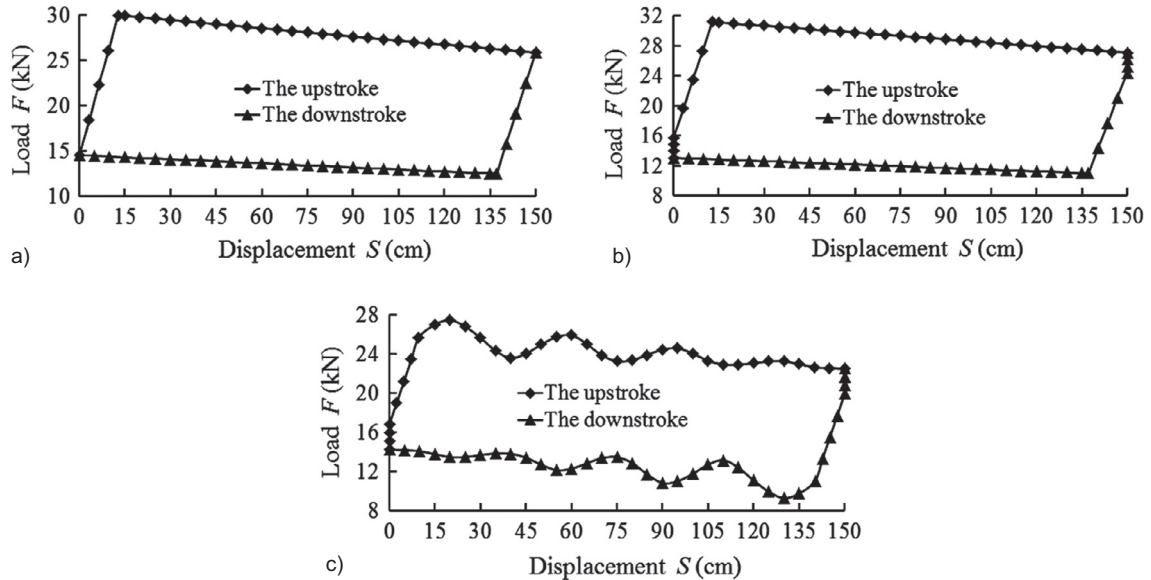 30
25
20
15
10
Load F (kN)
The upstroke
The downstroke
0 15 30 45 60 75 90 105 120 135 150
Displacement S (cm)
a)
32
28
24
20
16
12
8
Load F (kN)
The upstroke
The downstroke
0 15 30 45 60 75 90 105 120 135 150
Displacement S (cm)
b)
28
24
20
16
12
8
Load F (kN)
The upstroke
The downstroke
0 15 30 45 60 75 90 105 120 135 150
Displacement S (cm)
c)